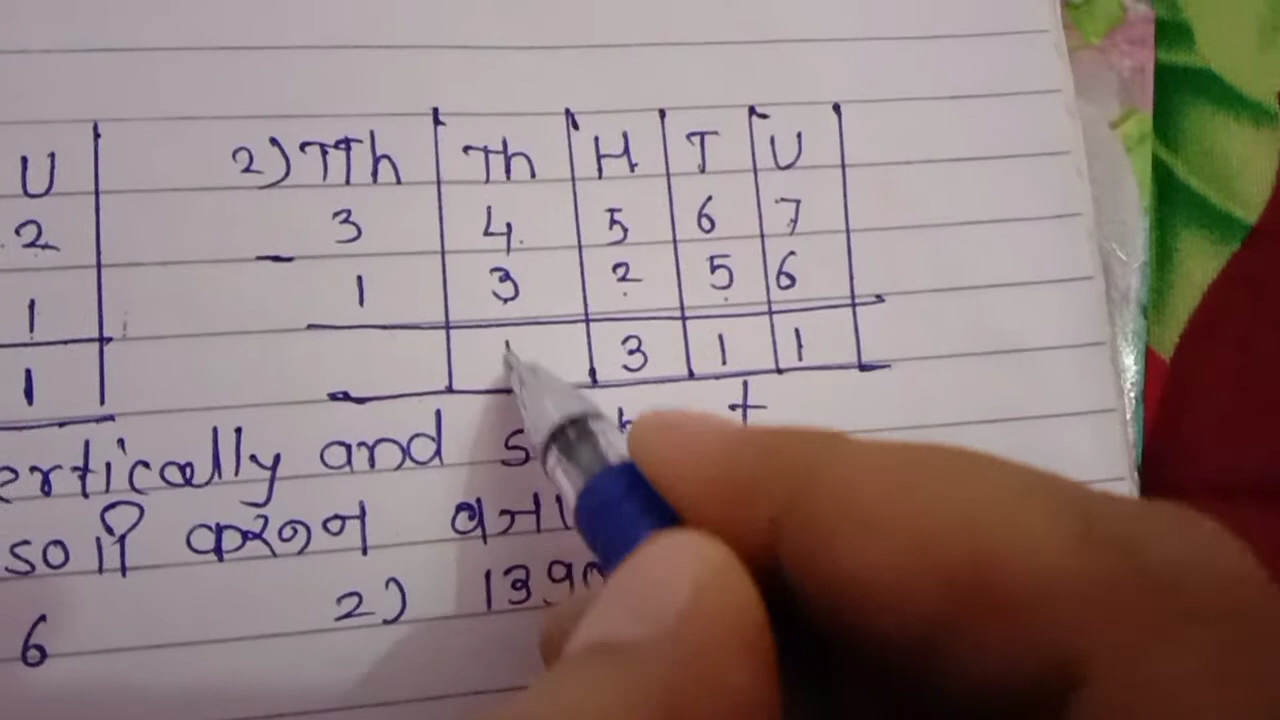 U 2) TTh Th H T U
2 3 4 5 6 7
1 - 1 3 2 5 6
1 1 3 1 1
ertically and
so
6 2) 139